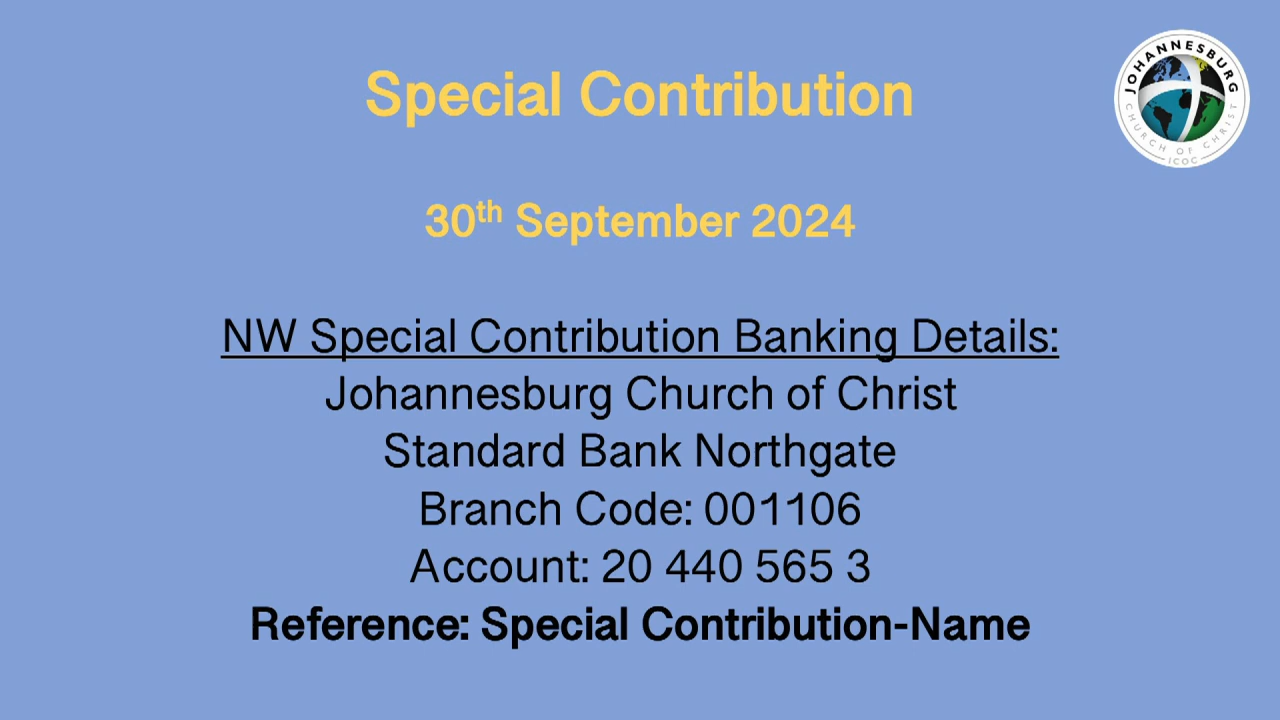 Special Contribution
JOHANNESBURG
CHURCH OF CHRIST
ICOC
30th September 2024
NW Special Contribution Banking Details:
Johannesburg Church of Christ
Standard Bank Northgate
Branch Code: 001106
Account: 20 440 565 3
Reference: Special Contribution-Name